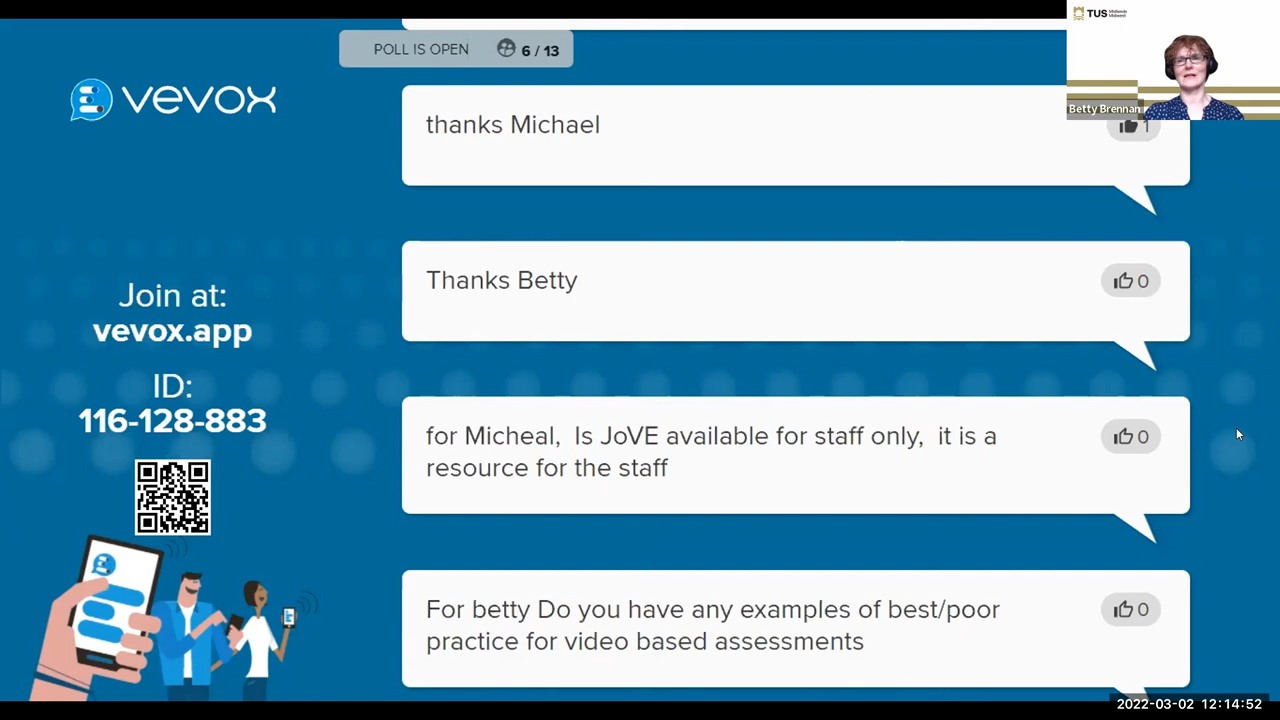 POLL IS OPEN 6 / 13
TUS Midlands
Midwest
vevox
thanks Michael
1
Betty Brennan
Thanks Betty
0
Join at:
vevox.app
ID:
116-128-883
for Micheal,  Is JoVE available for staff only,  it is a
resource for the staff
0
For betty Do you have any examples of best/poor
practice for video based assessments
0
2022-03-02 12:14:52